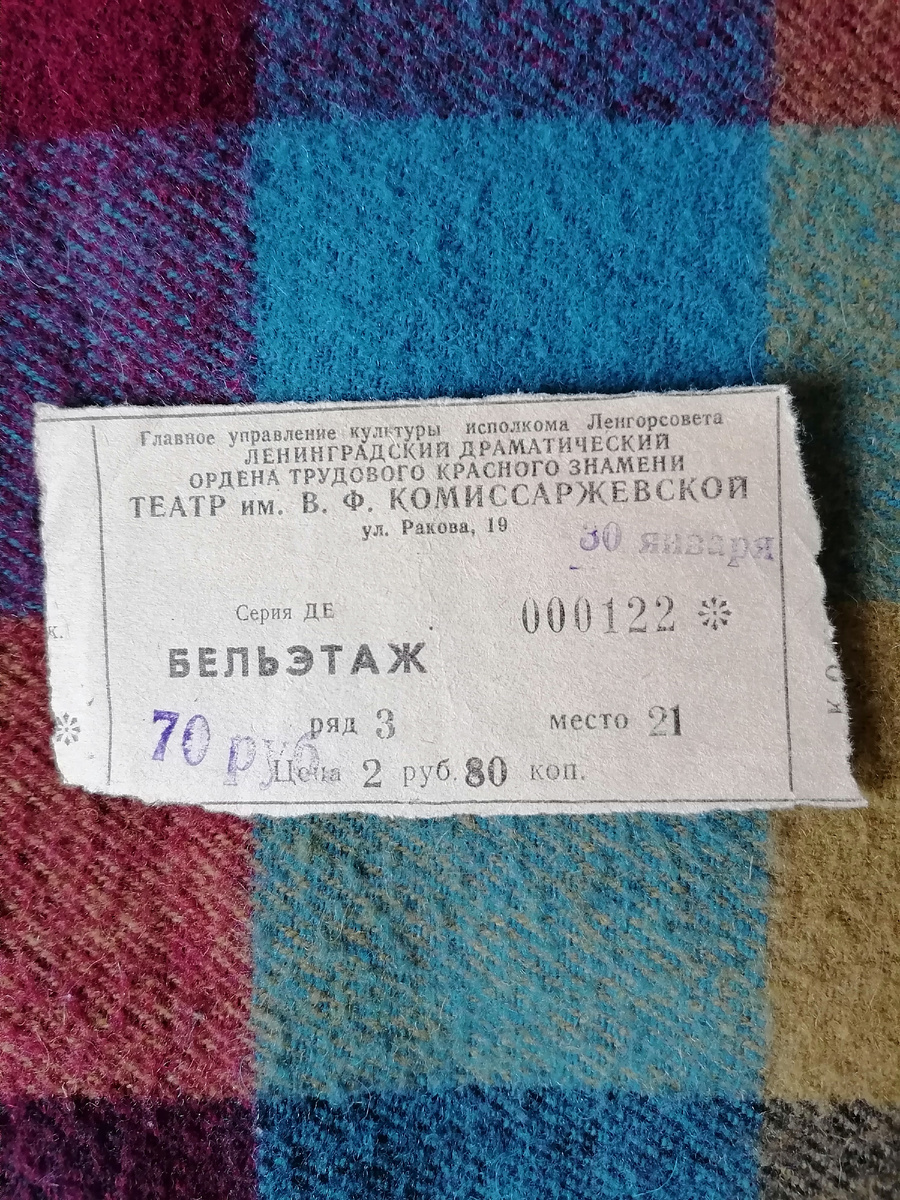 Главное управление культуры исполкома Ленгорсовета
ЛЕНИНГРАДСКИЙ ДРАМАТИЧЕСКИЙ
ОРДЕНА ТРУДОВОГО КРАСНОГО ЗНАМЕНИ
ТЕАТР им. В. Ф. КОМИССАРЖЕВСКОЙ
ул. Ракова, 19
30 января
Серия ДЕ
000122
к.
БЕЛЬЭТАЖ
70 руб
ряд 3
место 21
Цена 2 руб. 80 коп.